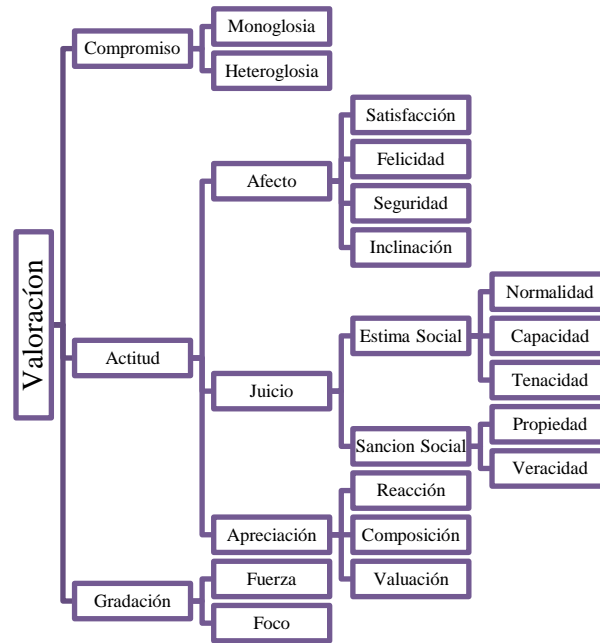 Valoracíon
Compromiso
Monoglosia
Heteroglosia
Actitud
Afecto
Satisfacción
Felicidad
Seguridad
Inclinación
Juicio
Estima Social
Normalidad
Capacidad
Tenacidad
Sancion Social
Propiedad
Veracidad
Apreciación
Reacción
Composición
Valuación
Gradación
Fuerza
Foco